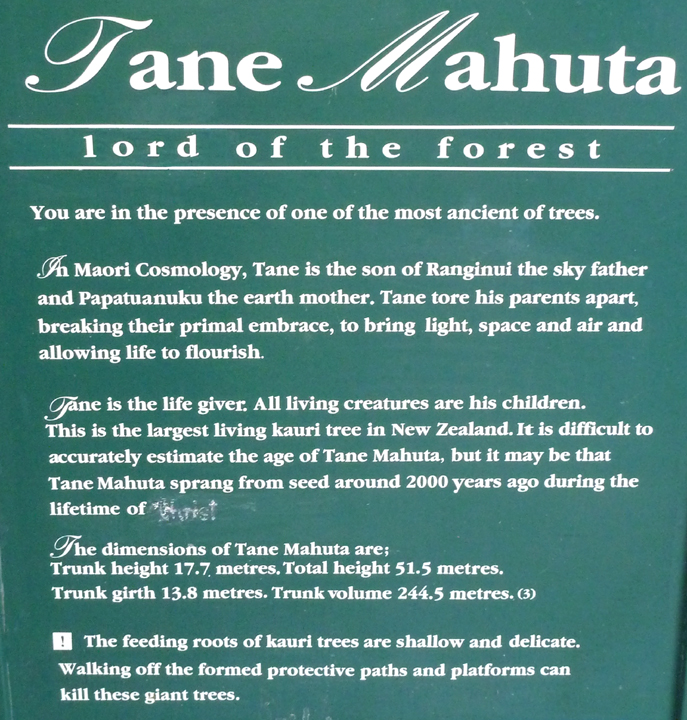 Tane Mahuta
lord of the forest
You are in the presence of one of the most ancient of trees.
In Maori Cosmology, Tane is the son of Ranginui the sky father
and Papatuanuku the earth mother. Tane tore his parents apart,
breaking their primal embrace, to bring light, space and air and
allowing life to flourish.
Tane is the life giver. All living creatures are his children.
This is the largest living kauri tree in New Zealand. It is difficult to
accurately estimate the age of Tane Mahuta, but it may be that
Tane Mahuta sprang from seed around 2000 years ago during the
lifetime of Christ
The dimensions of Tane Mahuta are;
Trunk height 17.7 metres. Total height 51.5 metres.
Trunk girth 13.8 metres. Trunk volume 244.5 metres. (3)
! The feeding roots of kauri trees are shallow and delicate.
Walking off the formed protective paths and platforms can
kill these giant trees.